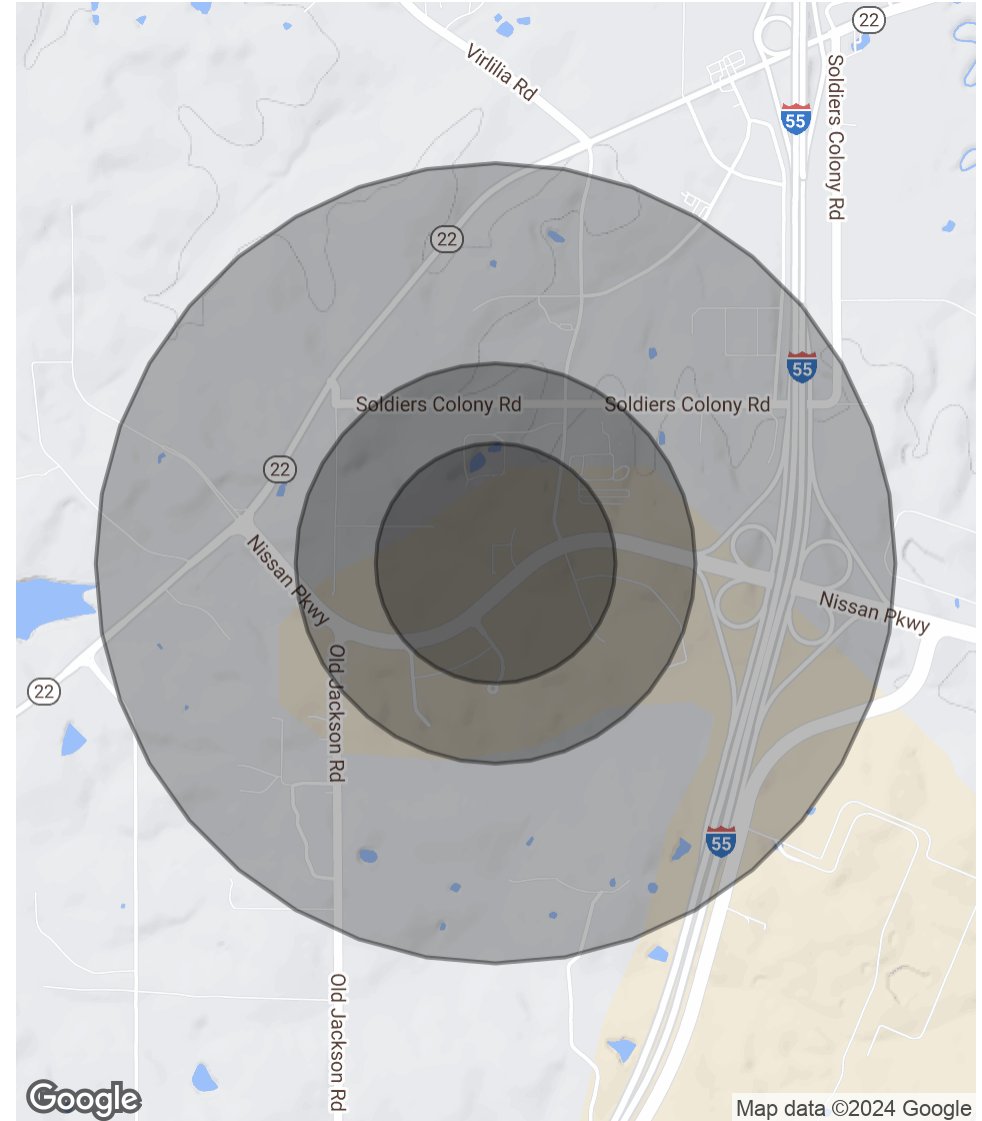 22
Virlilia Rd
55
Soldiers Colony Rd
22
55
Soldiers Colony Rd
Soldiers Colony Rd
22
Nissan Pkwy
Nissan Pkwy
Old Jackson Rd
22
55
Old Jackson Rd
Google
Map data ©2024 Google